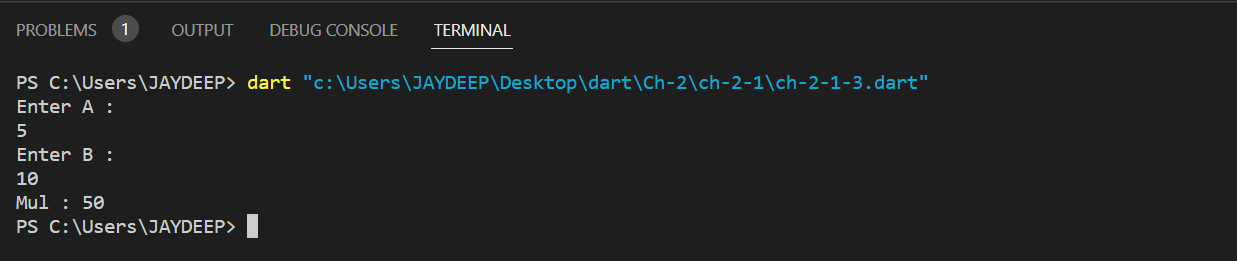 PROBLEMS 1 OUTPUT DEBUG CONSOLE TERMINAL
PS C:\Users\JAYDEEP> dart "c:\Users\JAYDEEP\Desktop\dart\Ch-2\ch-2-1\ch-2-1-3.dart"
Enter A :
5
Enter B :
10
Mul : 50
PS C:\Users\JAYDEEP>